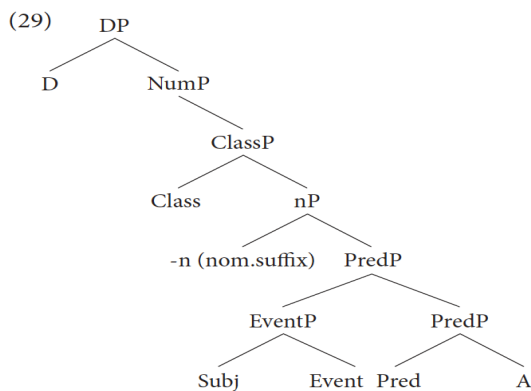 (29) DP
D NumP
ClassP
Class nP
-n (nom.suffix) PredP
EventP PredP
Subj Event Pred A